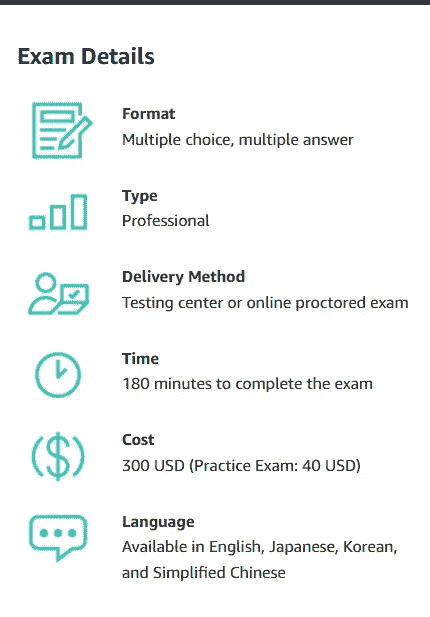 Exam Details
Format
Multiple choice, multiple answer
Type
Professional
Delivery Method
Testing center or online proctored exam
Time
180 minutes to complete the exam
Cost
300 USD (Practice Exam: 40 USD)
Language
Available in English, Japanese, Korean,
and Simplified Chinese